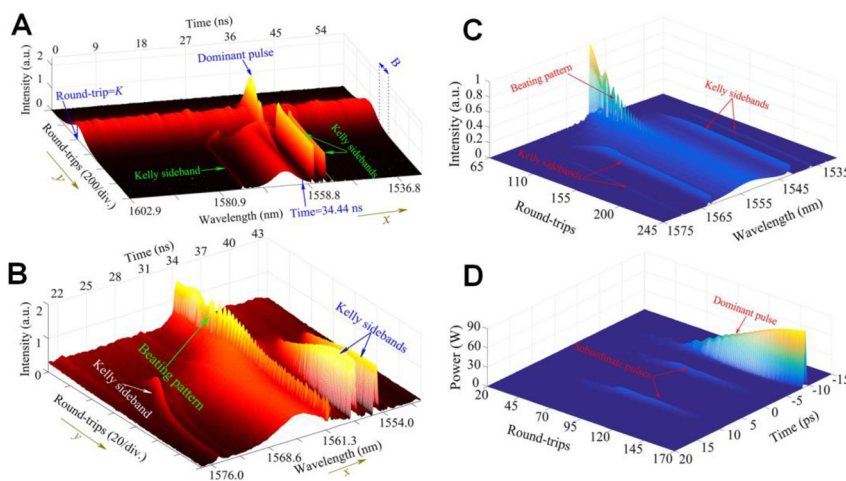 A
Time (ns)
0 9 18 27 36 45 54
Dominant pulse
B
Round-trip=K
Intensity (a.u.)
2
1
0
Round-trips (200/div.)
y
Kelly sideband
Kelly sidebands
1602.9 1580.9 1558.8 1536.8
Wavelength (nm)
Time=34.44 ns
x
B
Time (ns)
22 25 28 31 34 37 40 43
Intensity (a.u.)
2
1
0
Kelly sidebands
Beating pattern
Kelly sideband
Round-trips (20/div.)
y
1576.0 1568.6 1561.3 1554.0
Wavelength (nm)
x
C
Intensity (a.u.)
1
0.8
0.6
0.4
0.2
0
Beating pattern
Kelly sidebands
Kelly sidebands
65 110 155 200 245
Round-trips
1575 1565 1555 1545 1535
Wavelength (nm)
D
Power (W)
90
60
30
0
Dominant pulse
Subordinate pulses
20 45 70 95 120 145 170
Round-trips
20 15 10 5 0 -5 -10 -15
Time (ps)